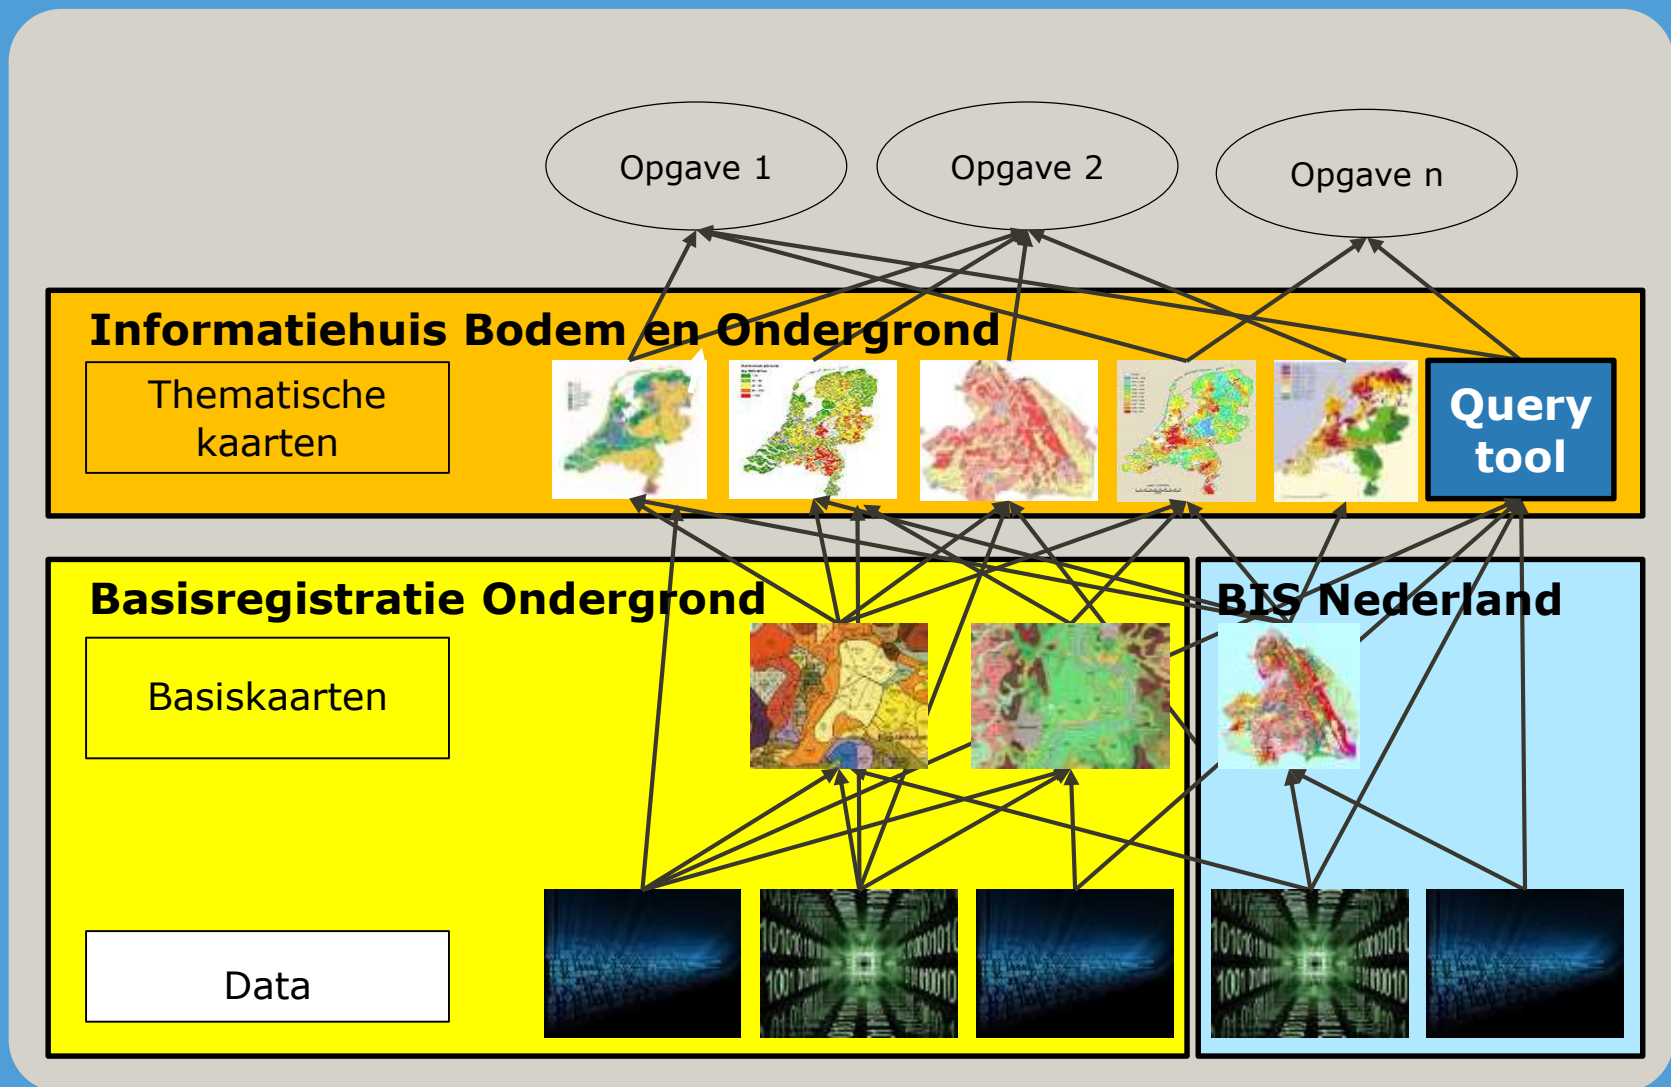 Opgave 1
Opgave 2
Opgave n
Informatiehuis Bodem en Ondergrond
Thematische
kaarten
Query
tool
Basisregistratie Ondergrond
BIS Nederland
Basiskaarten
Data